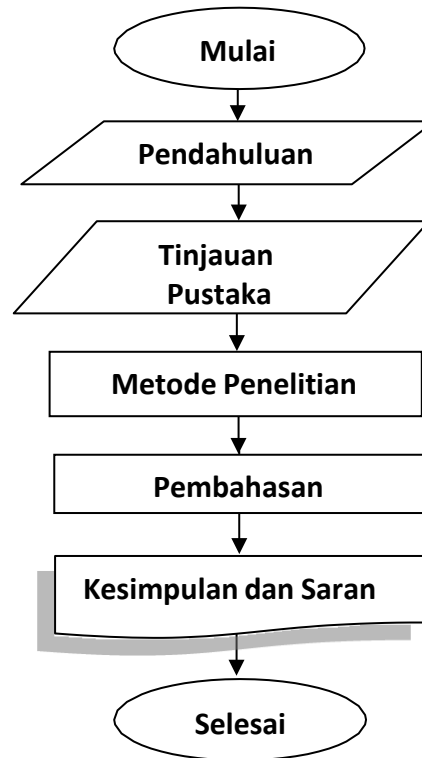 Mulai
Pendahuluan
Tinjauan
Pustaka
Metode Penelitian
Pembahasan
Kesimpulan dan Saran
Selesai